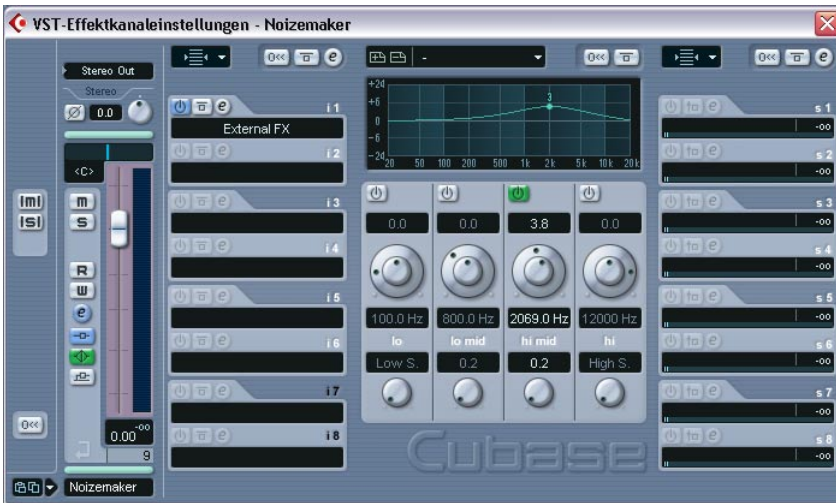 VST-Effektkanaleinstellungen - Noizemaker
Stereo Out
Stereo
0.0
<C>
m
S
R
W
e
0.00
-oo
9
Noizemaker
[M]
[S]
i 1
External FX
i 2
i 3
i 4
i 5
i 6
i 7
i 8
-
+24
+6
0
-6
-24
20 50 100 200 500 1k 2k 5k 10k 20k
3
0.0 0.0 3.8 0.0
100.0 Hz 800.0 Hz 2069.0 Hz 12000 Hz
lo lo mid hi mid hi
Low S. 0.2 0.2 High S.
Cubase
s 1
-oo
s 2
-oo
s 3
-oo
s 4
-oo
s 5
-oo
s 6
-oo
s 7
-oo
s 8
-oo